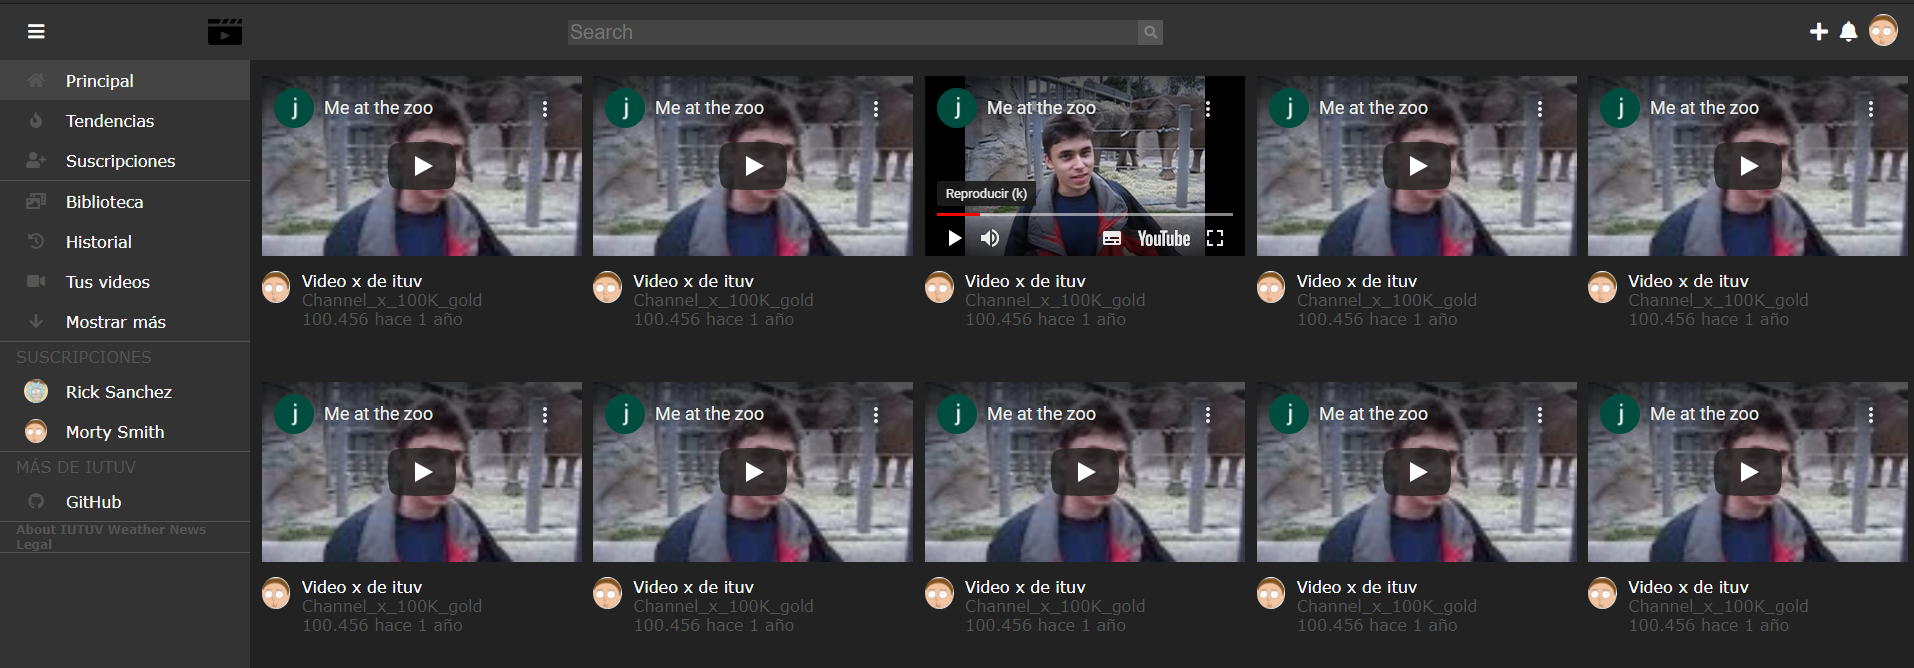 Search
Principal
Tendencias
Suscripciones
Biblioteca
Historial
Tus videos
Mostrar más
SUSCRIPCIONES
Rick Sanchez
Morty Smith
MÁS DE IUTUV
GitHub
About IUTUV Weather News
Legal
j Me at the zoo
j Me at the zoo
j Me at the zoo
j Me at the zoo
j Me at the zoo
Reproducir (k)
YouTube
Video x de ituv
Channel_x_100K_gold
100.456 hace 1 año
Video x de ituv
Channel_x_100K_gold
100.456 hace 1 año
Video x de ituv
Channel_x_100K_gold
100.456 hace 1 año
Video x de ituv
Channel_x_100K_gold
100.456 hace 1 año
Video x de ituv
Channel_x_100K_gold
100.456 hace 1 año
j Me at the zoo
j Me at the zoo
j Me at the zoo
j Me at the zoo
j Me at the zoo
Video x de ituv
Channel_x_100K_gold
100.456 hace 1 año
Video x de ituv
Channel_x_100K_gold
100.456 hace 1 año
Video x de ituv
Channel_x_100K_gold
100.456 hace 1 año
Video x de ituv
Channel_x_100K_gold
100.456 hace 1 año
Video x de ituv
Channel_x_100K_gold
100.456 hace 1 año